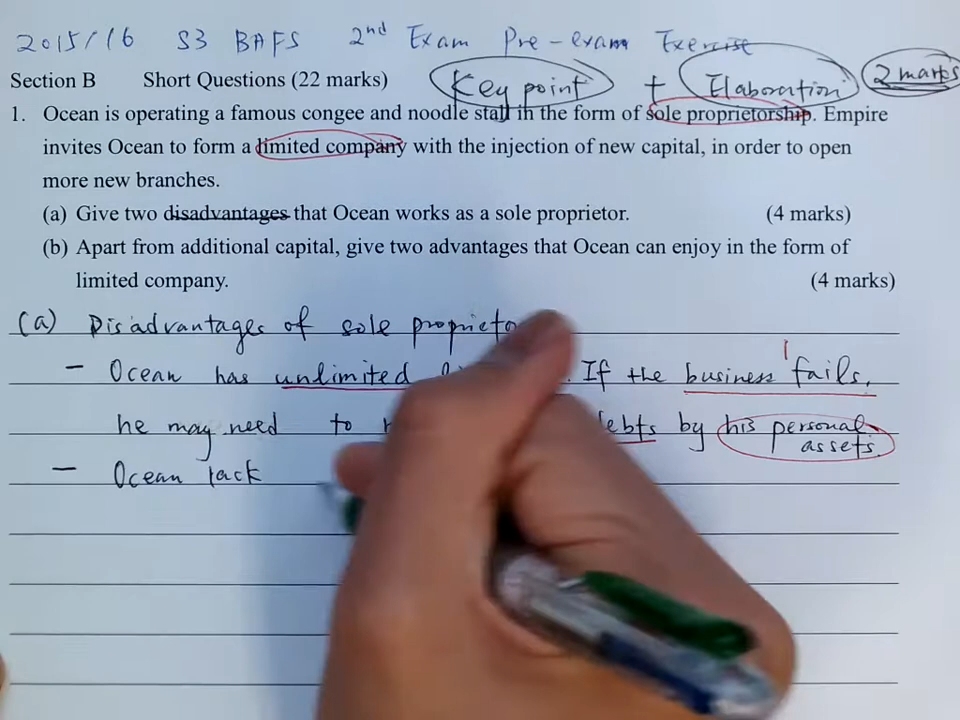 2015/16 S3 BAFS 2nd Exam Pre-exam Exercise
Section B Short Questions (22 marks) Key point + Elaboration 2 marks
1. Ocean is operating a famous congee and noodle stall in the form of sole proprietorship. Empire
invites Ocean to form a limited company with the injection of new capital, in order to open
more new branches.
(a) Give two disadvantages that Ocean works as a sole proprietor. (4 marks)
(b) Apart from additional capital, give two advantages that Ocean can enjoy in the form of
limited company. (4 marks)
(a) Disadvantages of sole
- Ocean has unlimited If the business fails,
he may need to by his personal
assets.
- Ocean lack